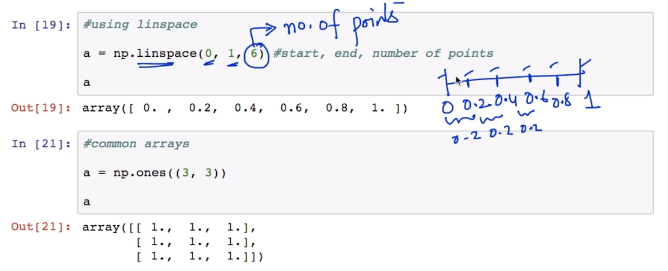 In [19]: #using linspace
no. of points
a = np.linspace(0, 1, 6) #start, end, number of points
a
0 0.2 0.4 0.6 0.8 1
0.2 0.2 0.2
Out[19]: array([ 0. ,  0.2,  0.4,  0.6,  0.8,  1. ])
In [21]: #common arrays
a = np.ones((3, 3))
a
Out[21]: array([[ 1.,  1.,  1.],
[ 1.,  1.,  1.],
[ 1.,  1.,  1.]])